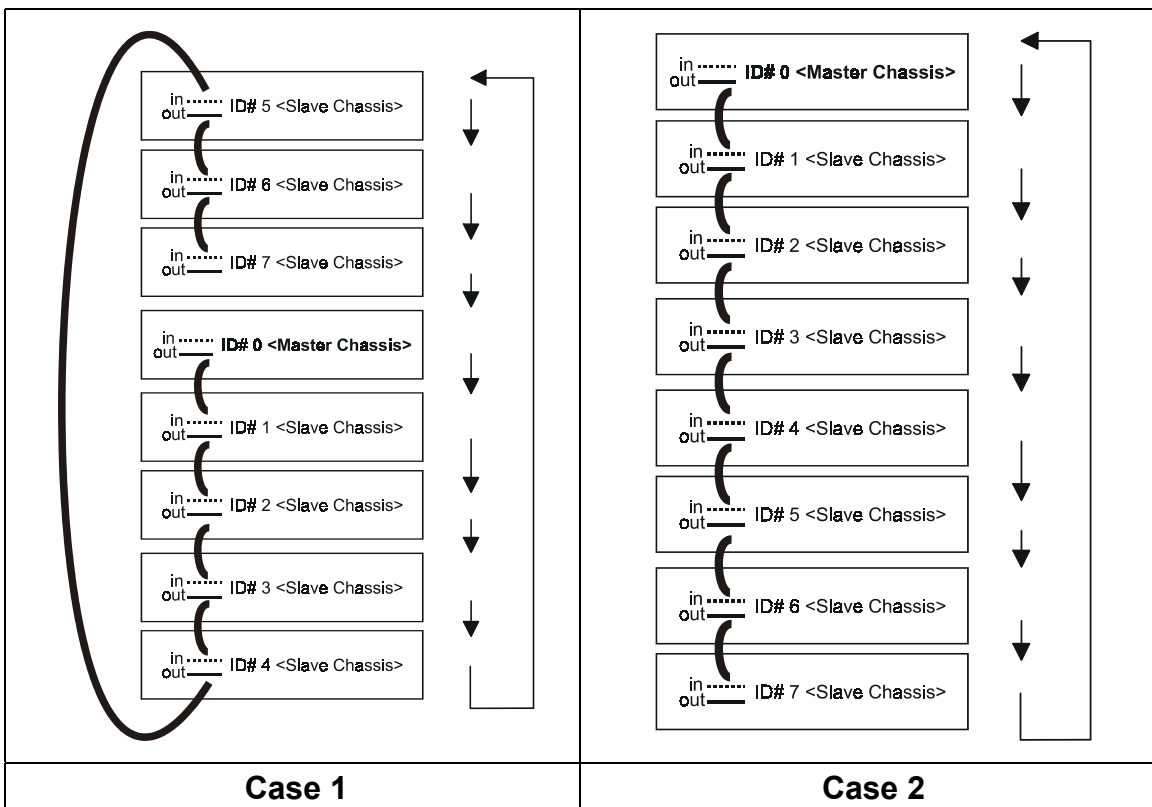 in
out
ID# 5 <Slave Chassis>
in
out
ID# 6 <Slave Chassis>
in
out
ID# 7 <Slave Chassis>
in
out
ID# 0 <Master Chassis>
in
out
ID# 1 <Slave Chassis>
in
out
ID# 2 <Slave Chassis>
in
out
ID# 3 <Slave Chassis>
in
out
ID# 4 <Slave Chassis>
Case 1
in
out
ID# 0 <Master Chassis>
in
out
ID# 1 <Slave Chassis>
in
out
ID# 2 <Slave Chassis>
in
out
ID# 3 <Slave Chassis>
in
out
ID# 4 <Slave Chassis>
in
out
ID# 5 <Slave Chassis>
in
out
ID# 6 <Slave Chassis>
in
out
ID# 7 <Slave Chassis>
Case 2